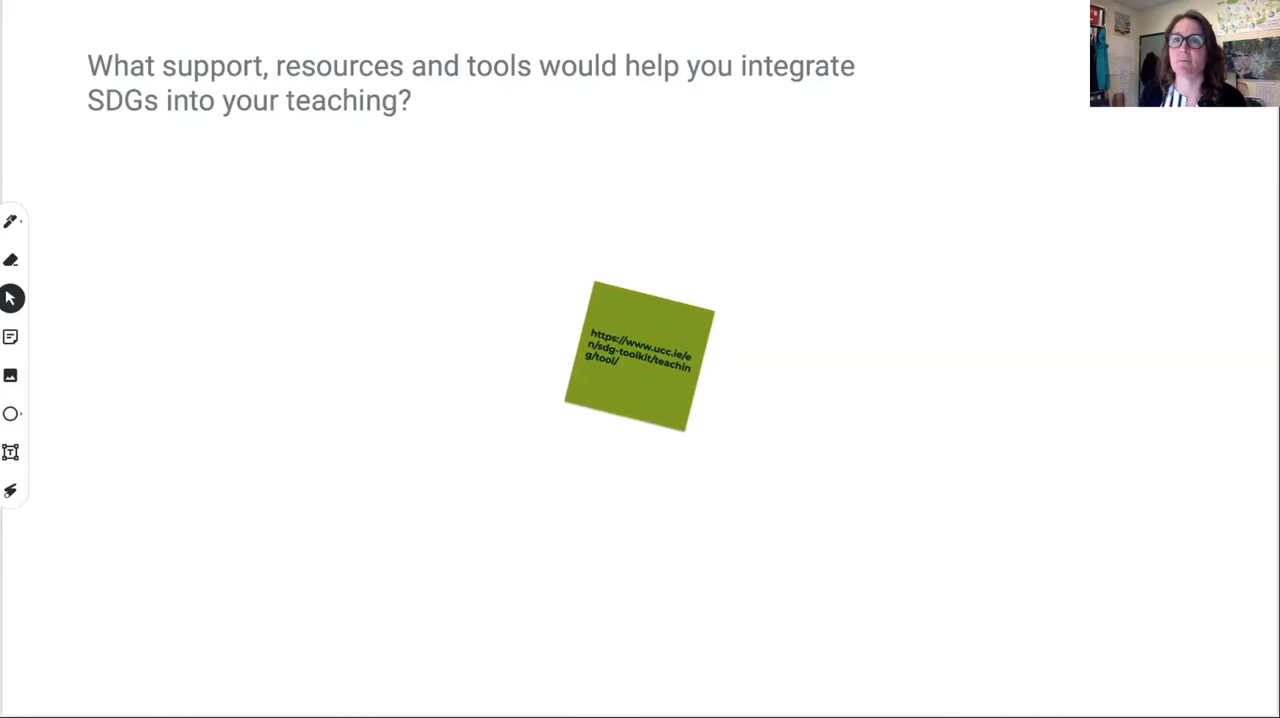 What support, resources and tools would help you integrate
SDGs into your teaching?
https://www.ucc.ie/e
n/sdg-toolkit/teachin
g/tool/